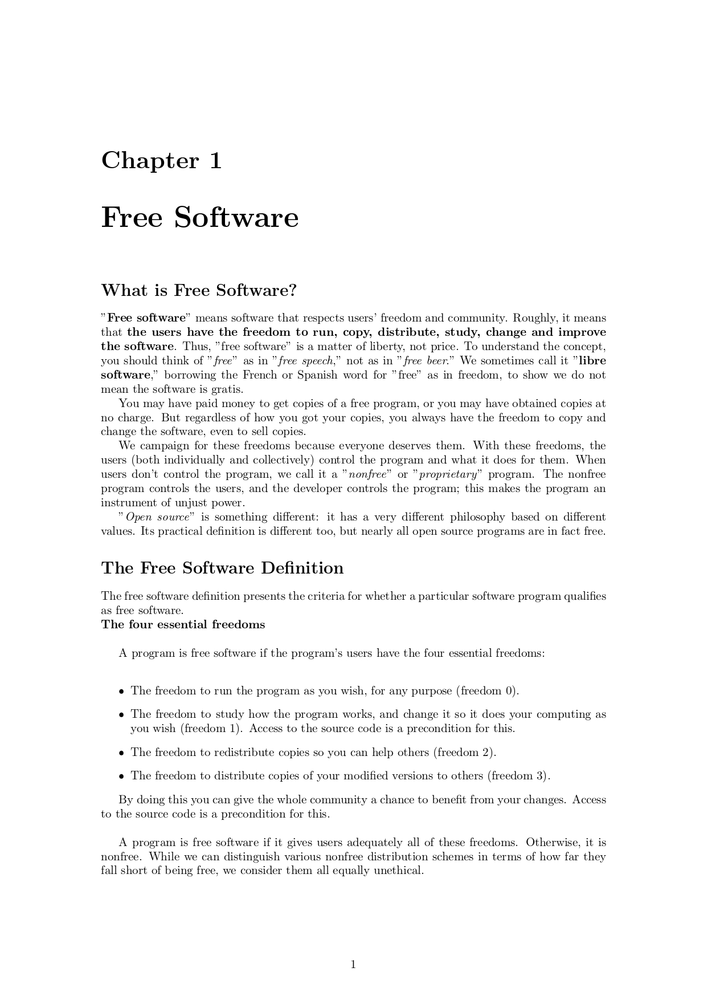 Chapter 1
Free Software
What is Free Software?
”Free software” means software that respects users’ freedom and community. Roughly, it means
that the users have the freedom to run, copy, distribute, study, change and improve
the software. Thus, ”free software” is a matter of liberty, not price. To understand the concept,
you should think of ”free” as in ”free speech,” not as in ”free beer.” We sometimes call it ”libre
software,” borrowing the French or Spanish word for ”free” as in freedom, to show we do not
mean the software is gratis.
You may have paid money to get copies of a free program, or you may have obtained copies at
no charge. But regardless of how you got your copies, you always have the freedom to copy and
change the software, even to sell copies.
We campaign for these freedoms because everyone deserves them. With these freedoms, the
users (both individually and collectively) control the program and what it does for them. When
users don’t control the program, we call it a ”nonfree” or ”proprietary” program. The nonfree
program controls the users, and the developer controls the program; this makes the program an
instrument of unjust power.
”Open source” is something different: it has a very different philosophy based on different
values. Its practical definition is different too, but nearly all open source programs are in fact free.
The Free Software Definition
The free software definition presents the criteria for whether a particular software program qualifies
as free software.
The four essential freedoms
A program is free software if the program’s users have the four essential freedoms:
• The freedom to run the program as you wish, for any purpose (freedom 0).
• The freedom to study how the program works, and change it so it does your computing as
you wish (freedom 1). Access to the source code is a precondition for this.
• The freedom to redistribute copies so you can help others (freedom 2).
• The freedom to distribute copies of your modified versions to others (freedom 3).
By doing this you can give the whole community a chance to benefit from your changes. Access
to the source code is a precondition for this.
A program is free software if it gives users adequately all of these freedoms. Otherwise, it is
nonfree. While we can distinguish various nonfree distribution schemes in terms of how far they
fall short of being free, we consider them all equally unethical.
1